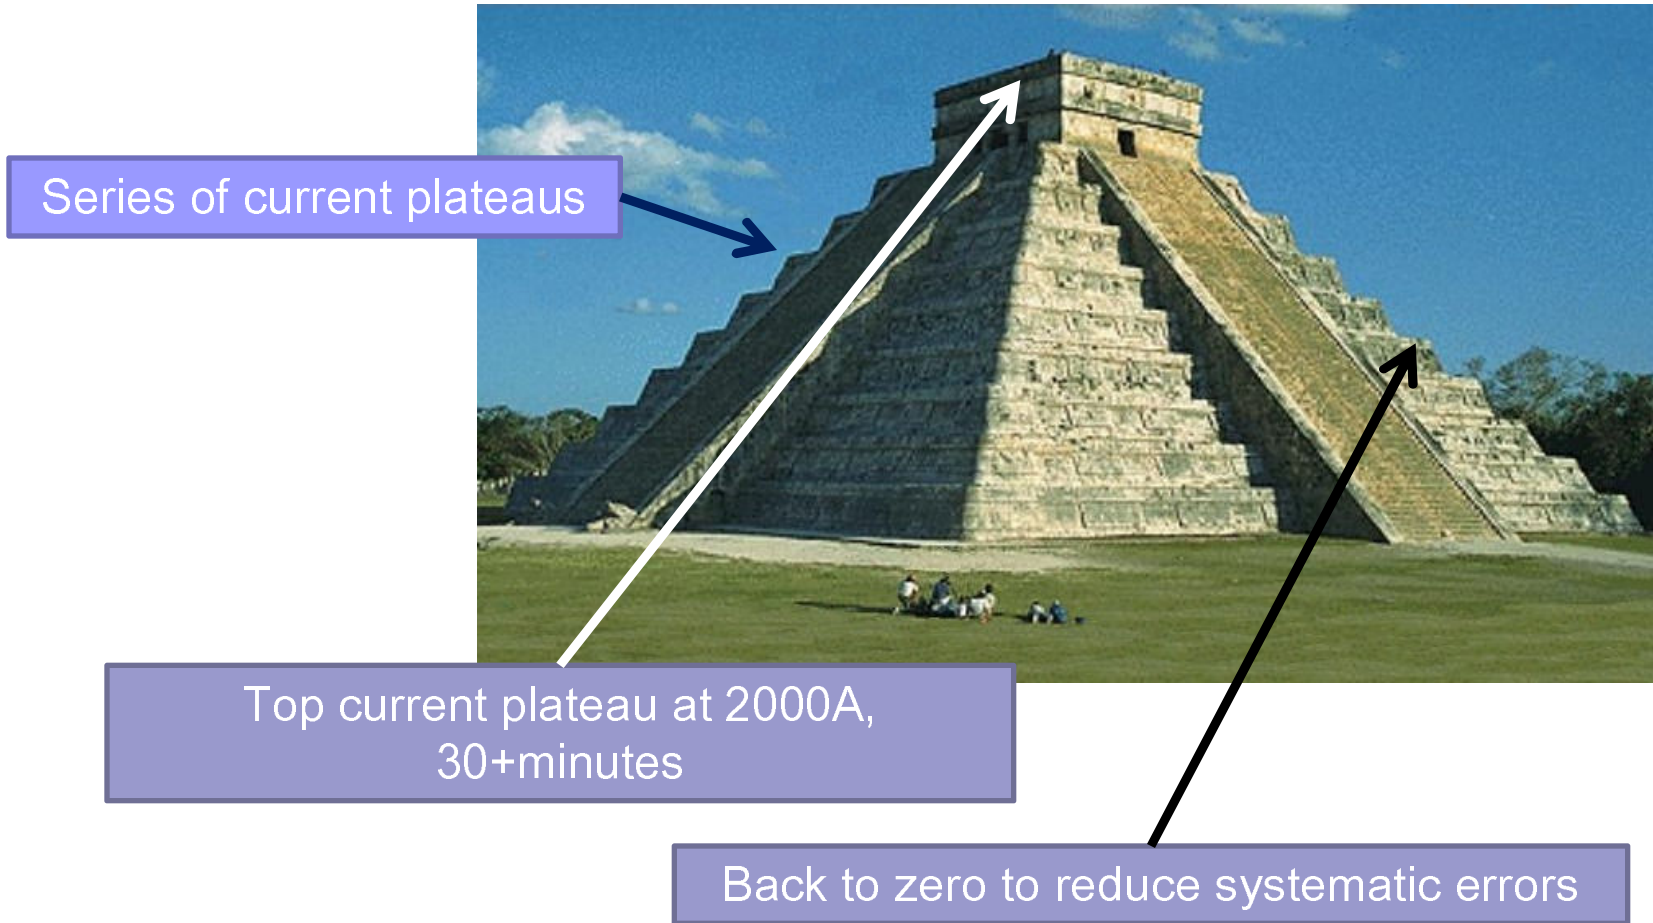 Series of current plateaus
Top current plateau at 2000A,
30+minutes
Back to zero to reduce systematic errors